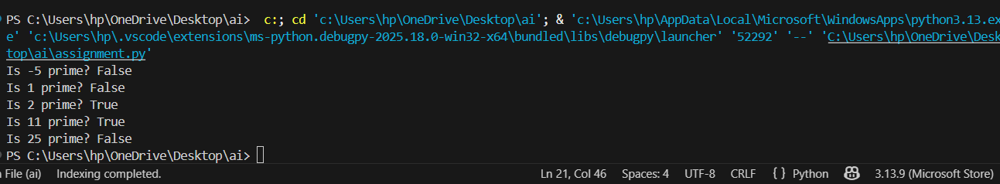 PS C:\Users\hp\OneDrive\Desktop\ai>  c:; cd 'c:\Users\hp\OneDrive\Desktop\ai'; & 'c:\Users\hp\AppData\Local\Microsoft\WindowsApps\python3.13.ex
e' 'c:\Users\hp\.vscode\extensions\ms-python.debugpy-2025.18.0-win32-x64\bundled\libs\debugpy\launcher' '52292' '--' 'C:\Users\hp\OneDrive\Desk
top\ai\assignment.py'
Is -5 prime? False
Is 1 prime? False
Is 2 prime? True
Is 11 prime? True
Is 25 prime? False
PS C:\Users\hp\OneDrive\Desktop\ai>
File (ai) Indexing completed. Ln 21, Col 46 Spaces: 4 UTF-8 CRLF {} Python 3.13.9 (Microsoft Store)